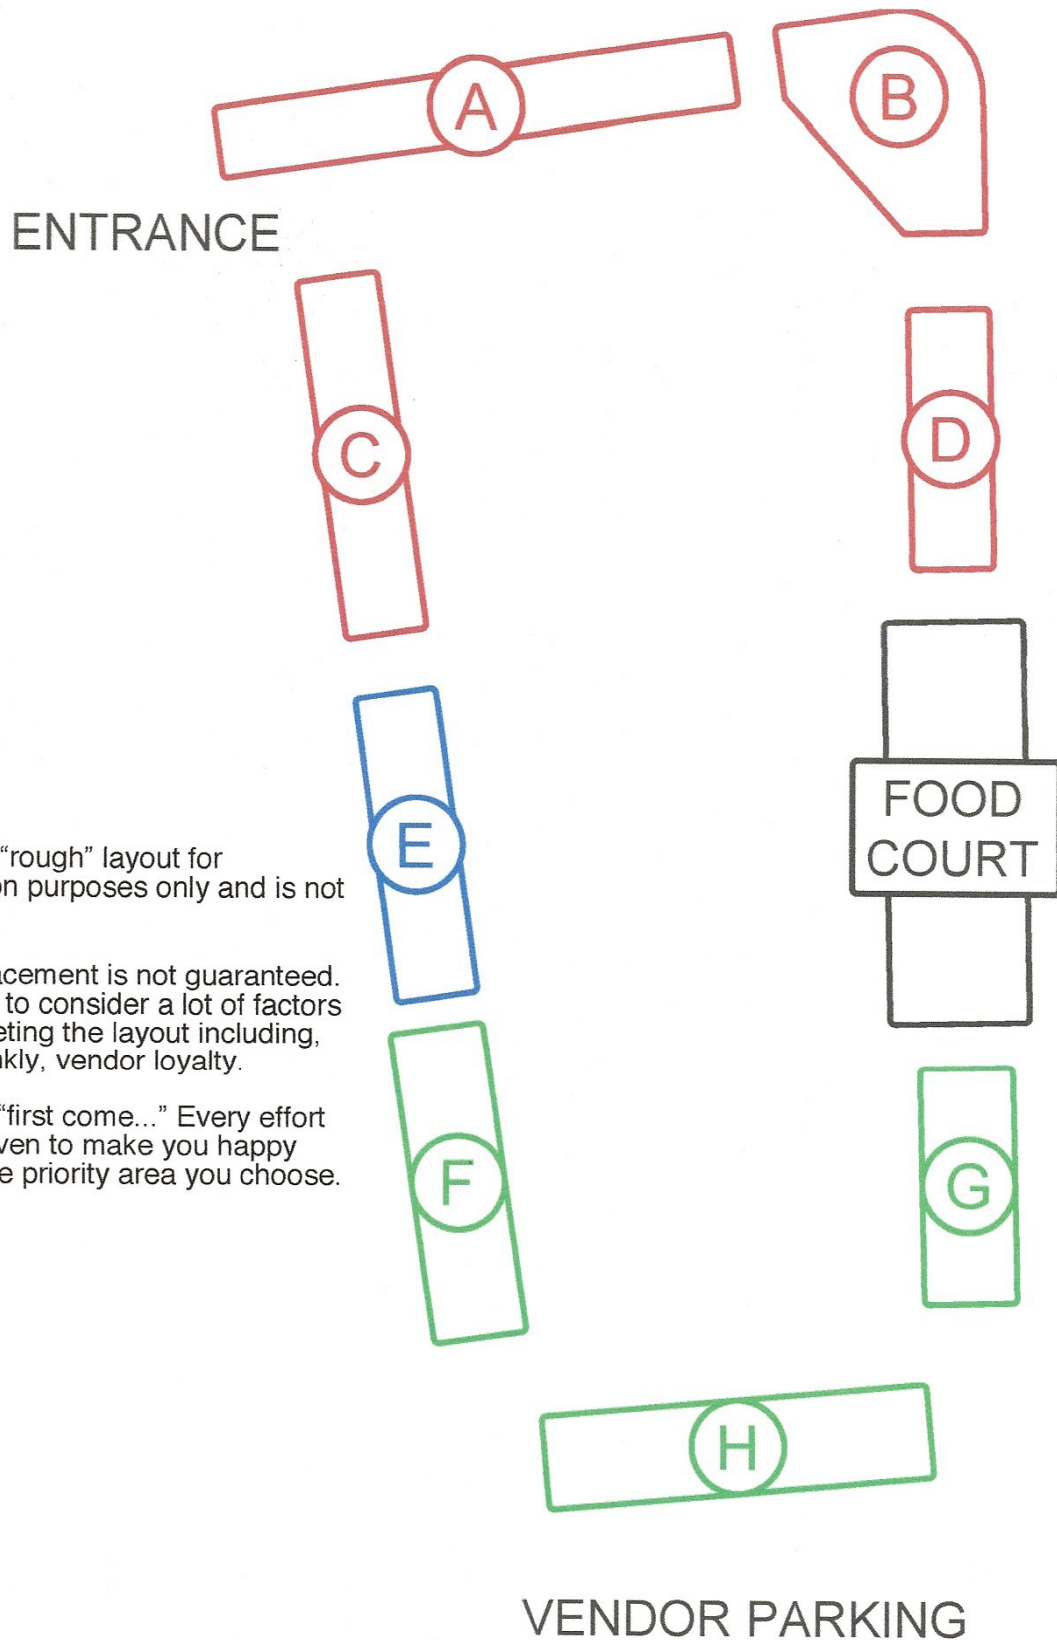 A
B
ENTRANCE
C
D
E
FOOD
COURT
"rough" layout for
on purposes only and is not
acement is not guaranteed.
to consider a lot of factors
eting the layout including,
nkly, vendor loyalty.
"first come..." Every effort
ven to make you happy
e priority area you choose.
F
G
H
VENDOR PARKING